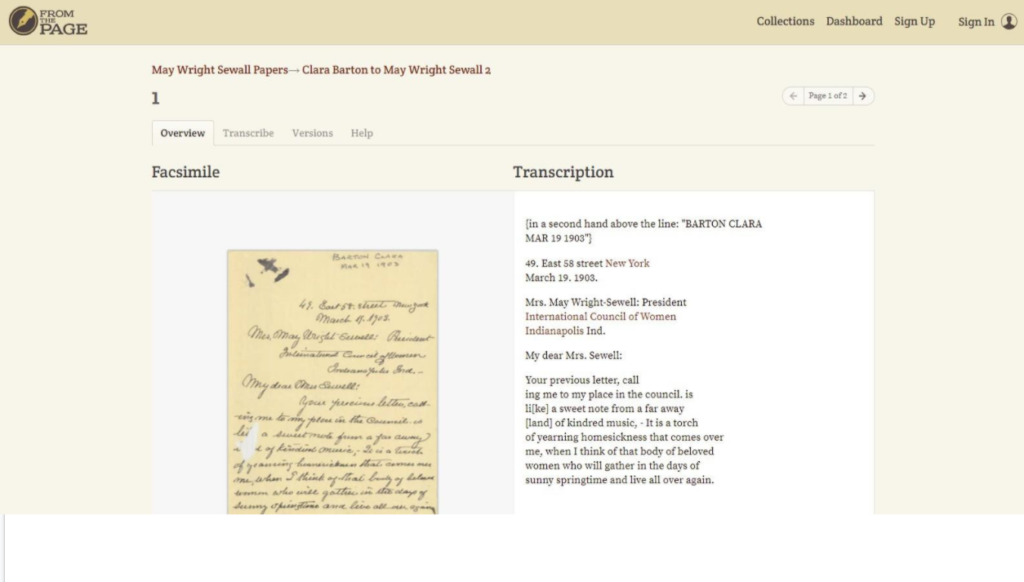 FROM
THE
PAGE
Collections Dashboard Sign Up Sign In
May Wright Sewall Papers→ Clara Barton to May Wright Sewall 2
1
← Page 1 of 2 →
Overview Transcribe Versions Help
Facsimile
BARTON CLARA
MAR 19 1903
49. East 58. street New York
March 19. 1903.
Mrs. May Wright Sewall: President
International Council of Women
Indianapolis Ind.
My dear Mrs. Sewall:
Your precious letter, call-
ing me to my place in the Council is
li a sweet note from a far away
d of kindred music, - It is a torch
of yearning homesickness that comes over
me, when I think of that body of beloved
women who will gather in the days of
sunny springtime and live all over again
Transcription
{in a second hand above the line: "BARTON CLARA
MAR 19 1903"}
49. East 58 street New York
March 19. 1903.
Mrs. May Wright-Sewell: President
International Council of Women
Indianapolis Ind.
My dear Mrs. Sewell:
Your previous letter, call
ing me to my place in the council. is
li[ke] a sweet note from a far away
[land] of kindred music, - It is a torch
of yearning homesickness that comes over
me, when I think of that body of beloved
women who will gather in the days of
sunny springtime and live all over again.